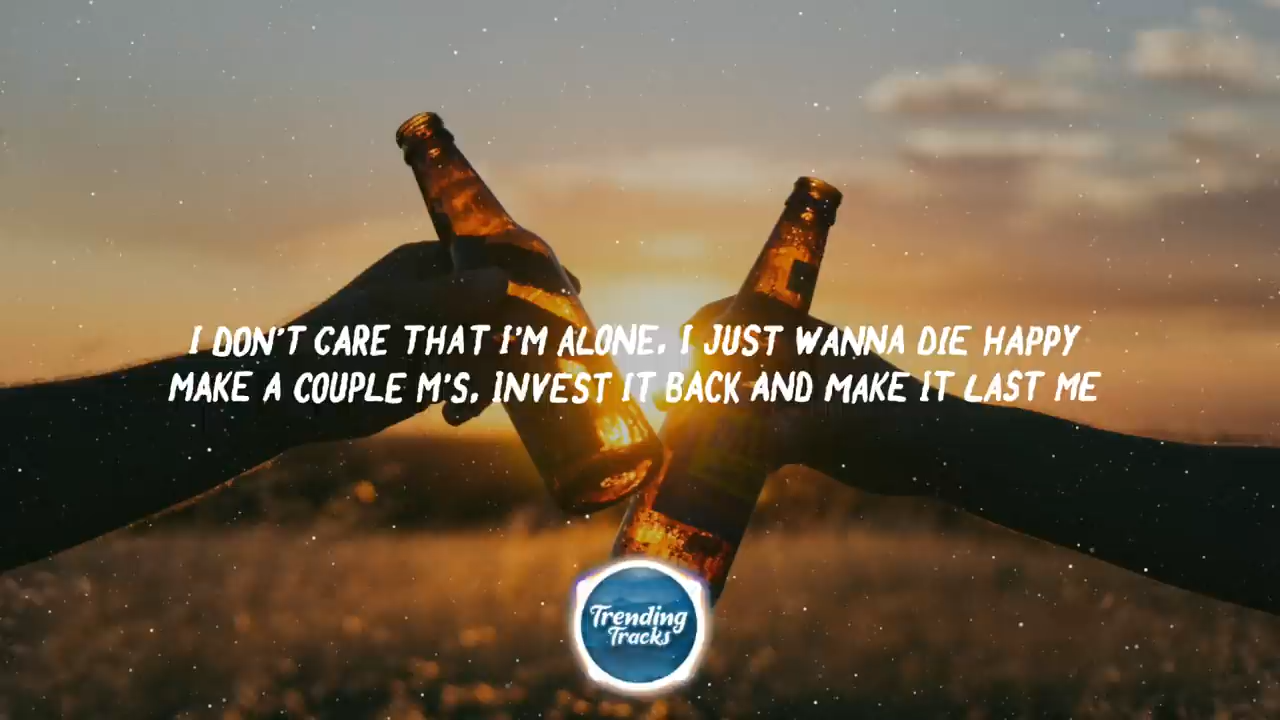 I DON'T CARE THAT I'M ALONE, I JUST WANNA DIE HAPPY
MAKE A COUPLE M'S, INVEST IT BACK AND MAKE IT LAST ME
Trending
Tracks